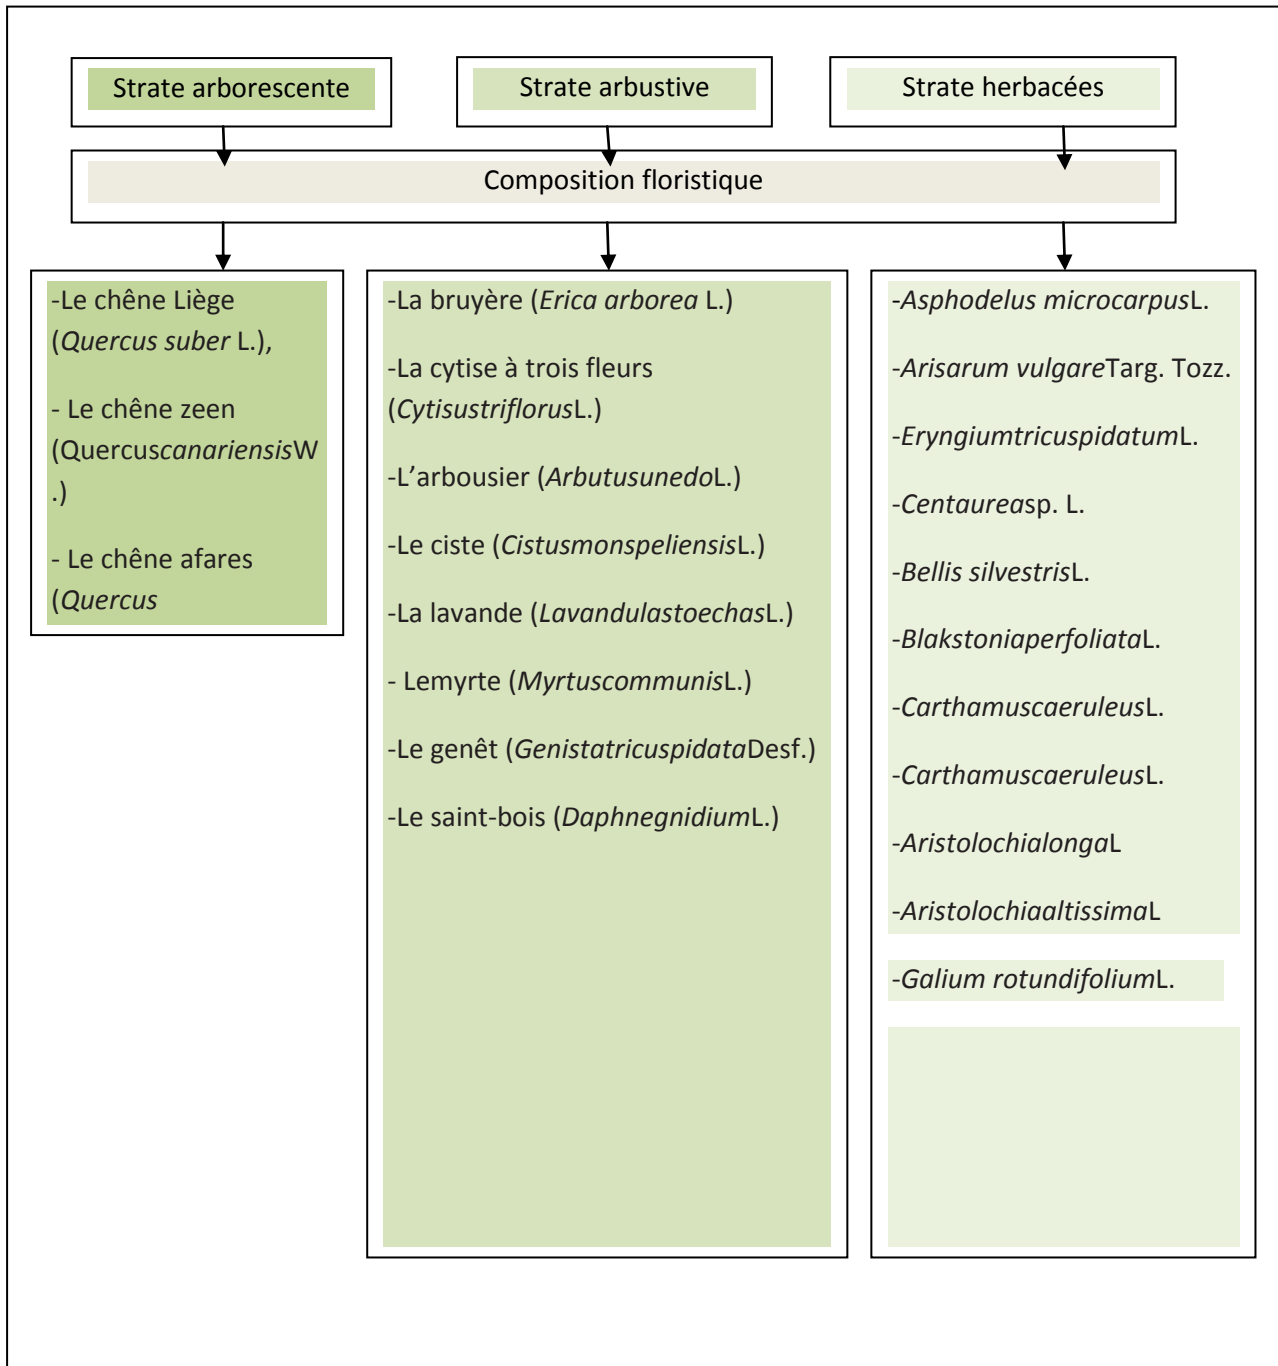 Strate arborescente
Strate arbustive
Strate herbacées
Composition floristique
-Le chêne Liège
(Quercus suber L.),
- Le chêne zeen
(QuercuscanariensisW
.)
- Le chêne afares
(Quercus
-La bruyère (Erica arborea L.)
-La cytise à trois fleurs
(CytisustriflorusL.)
-L’arbousier (ArbutusunedoL.)
-Le ciste (CistusmonspeliensisL.)
-La lavande (LavandulastoechasL.)
- Lemyrte (MyrtuscommunisL.)
-Le genêt (GenistatricuspidataDesf.)
-Le saint-bois (DaphnegnidiumL.)
-Asphodelus microcarpusL.
-Arisarum vulgareTarg. Tozz.
-EryngiumtricuspidatumL.
-Centaureasp. L.
-Bellis silvestrisL.
-BlakstoniaperfoliataL.
-CarthamuscaeruleusL.
-CarthamuscaeruleusL.
-AristolochialongaL
-AristolochiaaltissimaL
-Galium rotundifoliumL.